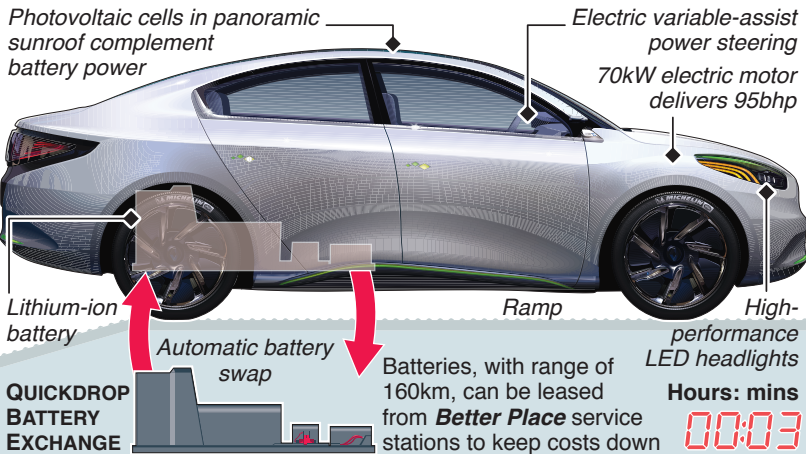 Photovoltaic cells in panoramic
sunroof complement
battery power
Electric variable-assist
power steering
70kW electric motor
delivers 95bhp
MICHELIN
MICHELIN
Lithium-ion
battery
Ramp
High-
performance
LED headlights
Automatic battery
swap
QUICKDROP
BATTERY
EXCHANGE
Batteries, with range of
160km, can be leased
from Better Place service
stations to keep costs down
Hours: mins
00:03